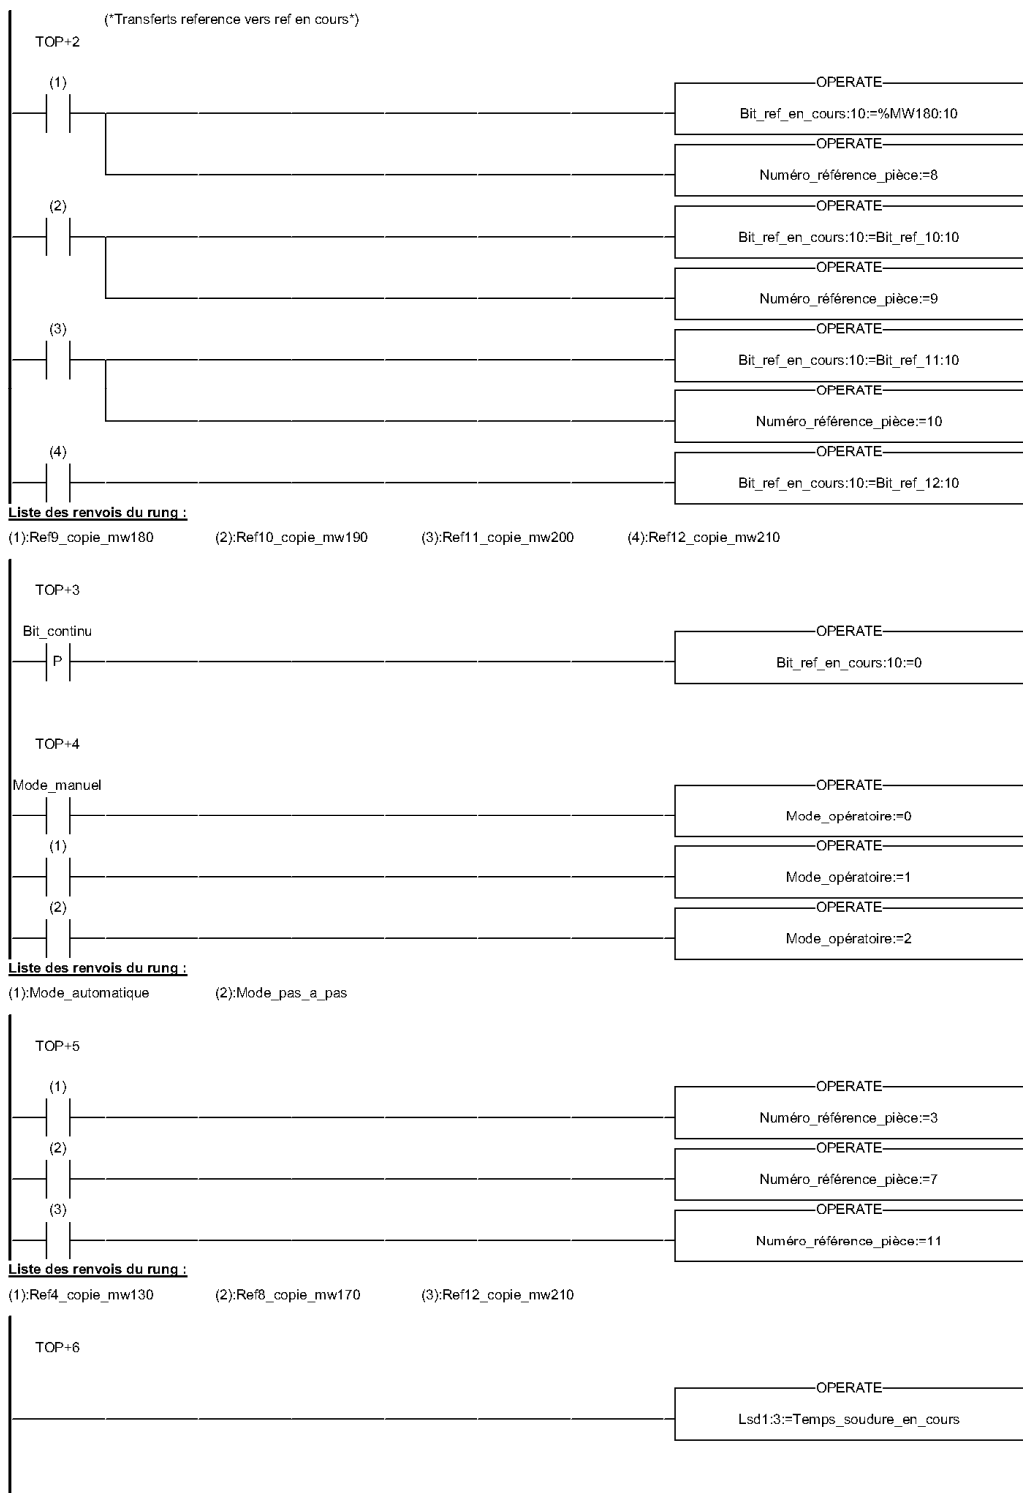 (*Transferts reference vers ref en cours*)
TOP+2
(1)
OPERATE
Bit_ref_en_cours:10:=%MW180:10
OPERATE
Numéro_référence_pièce:=8
(2)
OPERATE
Bit_ref_en_cours:10:=Bit_ref_10:10
OPERATE
Numéro_référence_pièce:=9
(3)
OPERATE
Bit_ref_en_cours:10:=Bit_ref_11:10
OPERATE
Numéro_référence_pièce:=10
(4)
OPERATE
Bit_ref_en_cours:10:=Bit_ref_12:10
Liste des renvois du rung :
(1):Ref9_copie_mw180 (2):Ref10_copie_mw190 (3):Ref11_copie_mw200 (4):Ref12_copie_mw210
TOP+3
Bit_continu
OPERATE
P
Bit_ref_en_cours:10:=0
TOP+4
Mode_manuel
OPERATE
Mode_opératoire:=0
(1)
OPERATE
Mode_opératoire:=1
(2)
OPERATE
Mode_opératoire:=2
Liste des renvois du rung :
(1):Mode_automatique (2):Mode_pas_a_pas
TOP+5
(1)
OPERATE
Numéro_référence_pièce:=3
(2)
OPERATE
Numéro_référence_pièce:=7
(3)
OPERATE
Numéro_référence_pièce:=11
Liste des renvois du rung :
(1):Ref4_copie_mw130 (2):Ref8_copie_mw170 (3):Ref12_copie_mw210
TOP+6
OPERATE
Lsd1:3:=Temps_soudure_en_cours